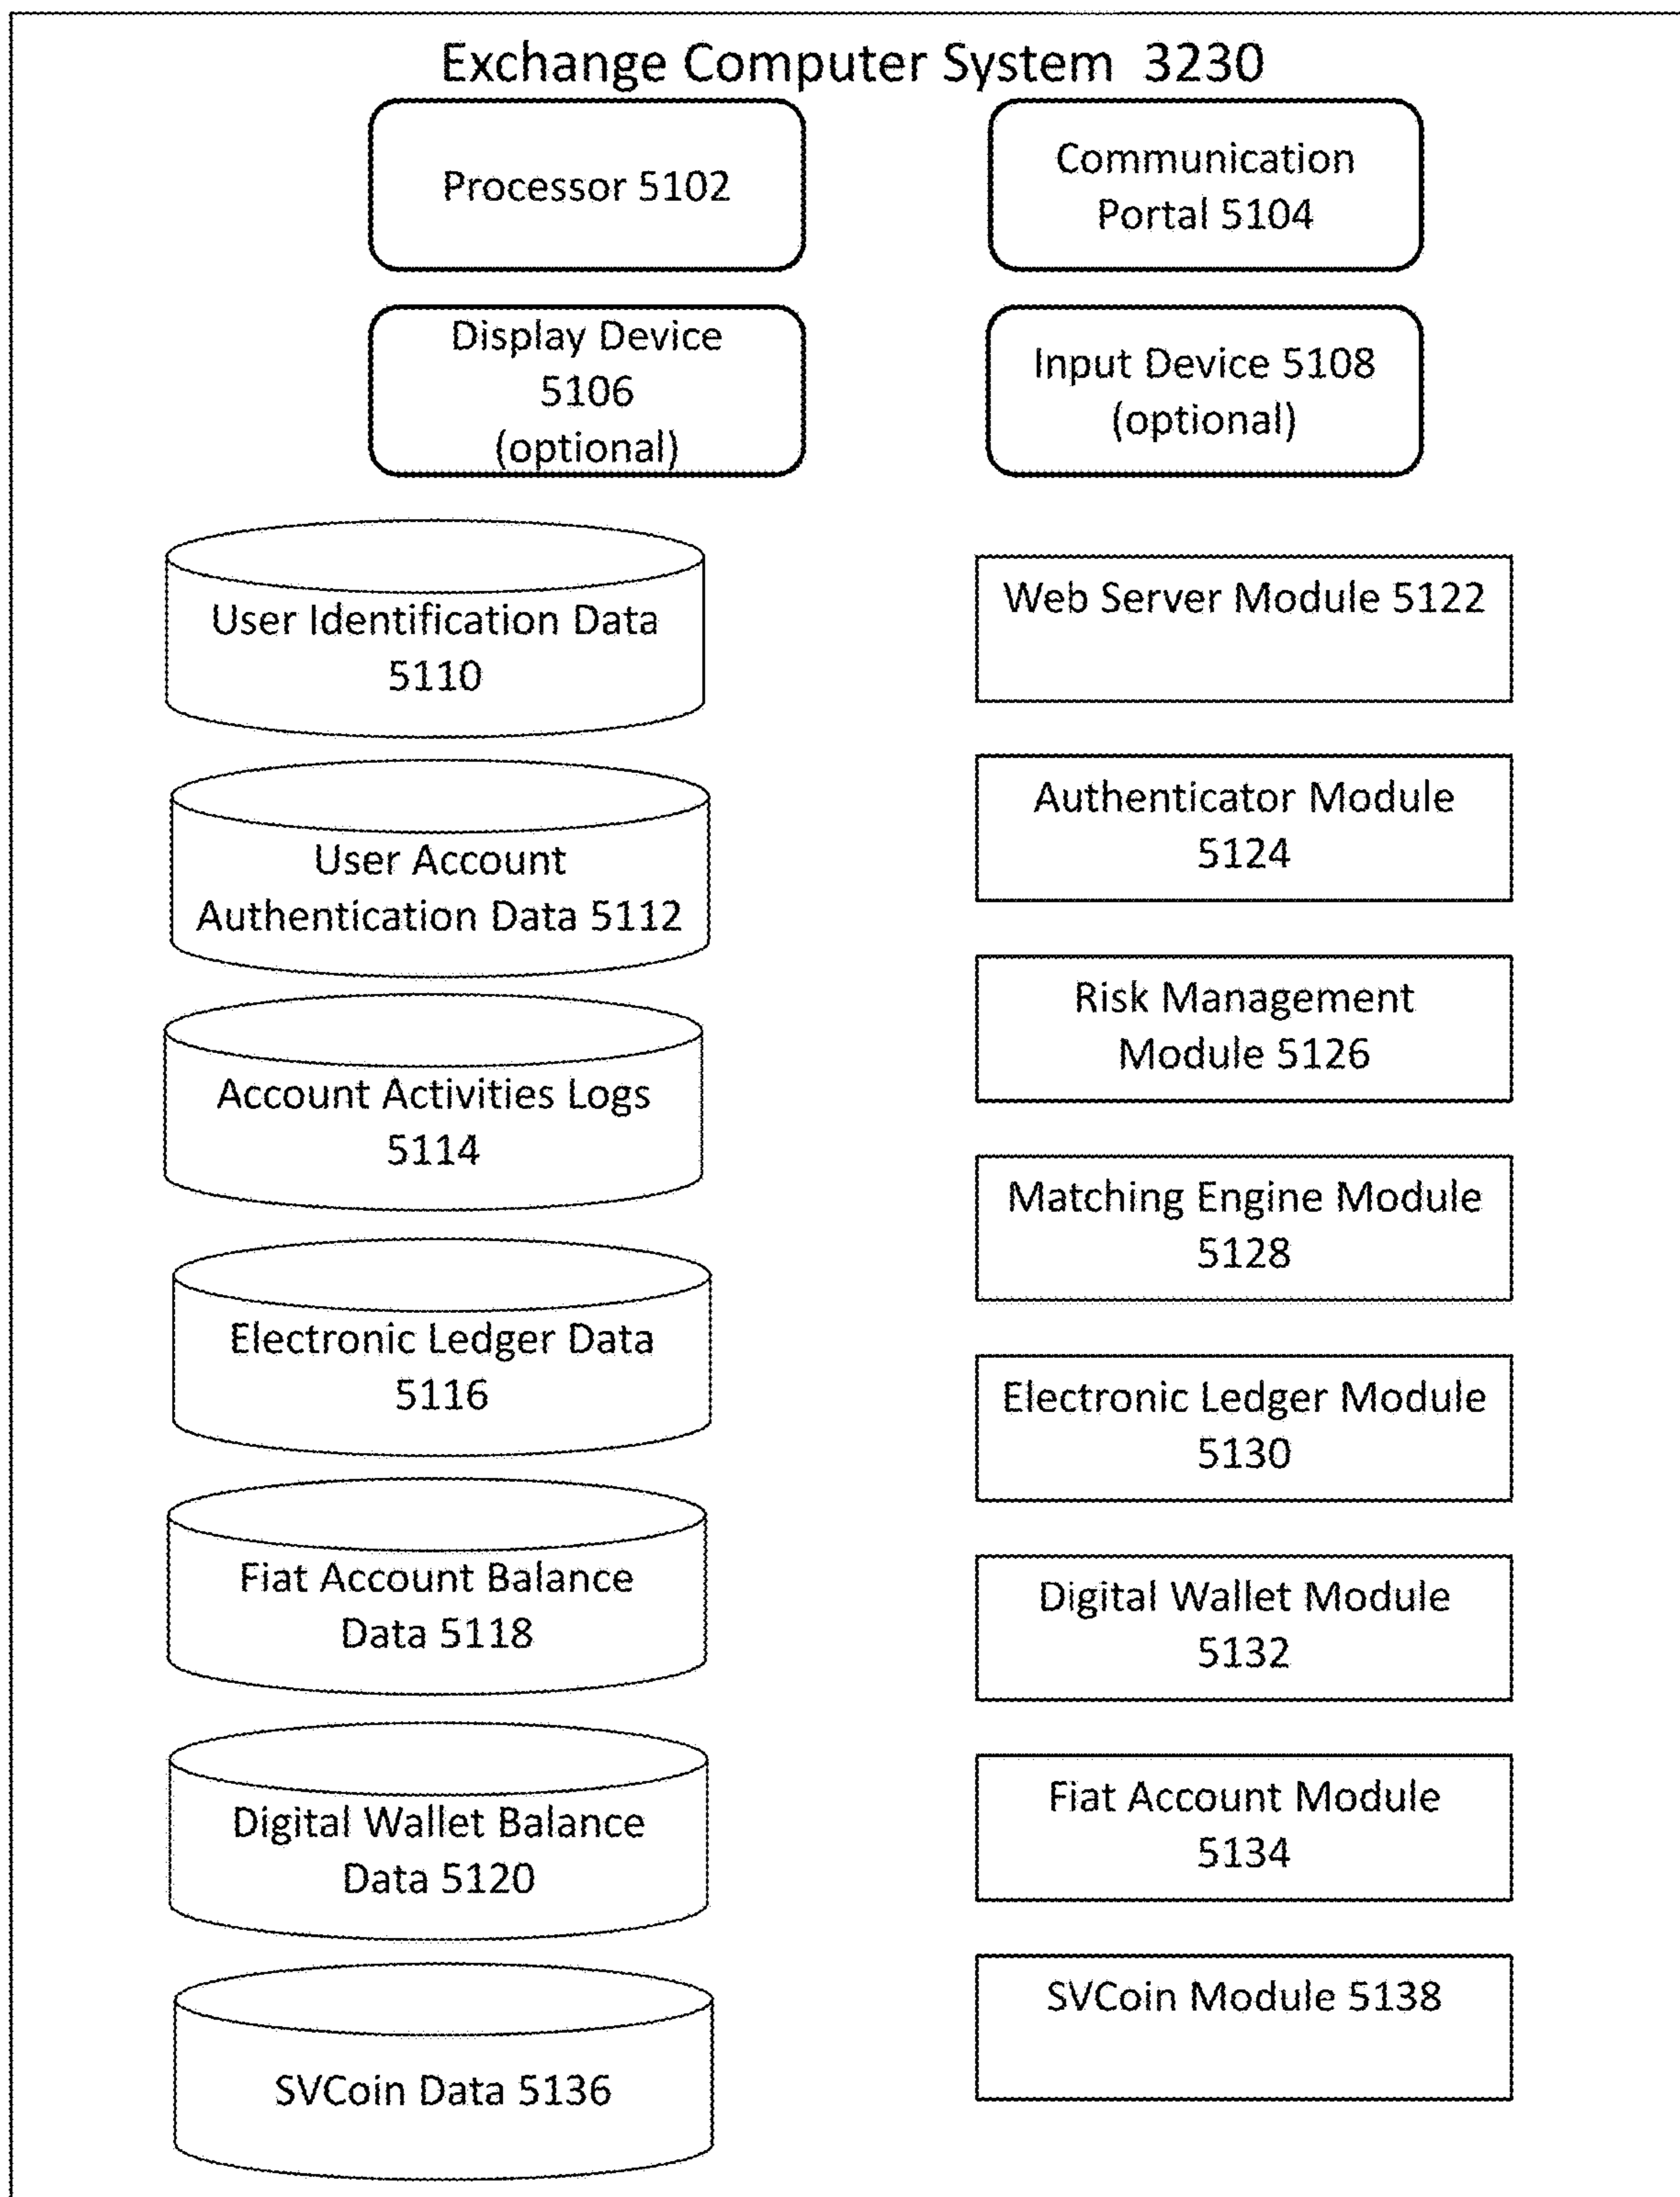 Exchange Computer System 3230
Processor 5102
Communication
Portal 5104
Display Device
5106
(optional)
Input Device 5108
(optional)
User Identification Data
5110
User Account
Authentication Data 5112
Account Activities Logs
5114
Electronic Ledger Data
5116
Fiat Account Balance
Data 5118
Digital Wallet Balance
Data 5120
SVCoin Data 5136
Web Server Module 5122
Authenticator Module
5124
Risk Management
Module 5126
Matching Engine Module
5128
Electronic Ledger Module
5130
Digital Wallet Module
5132
Fiat Account Module
5134
SVCoin Module 5138